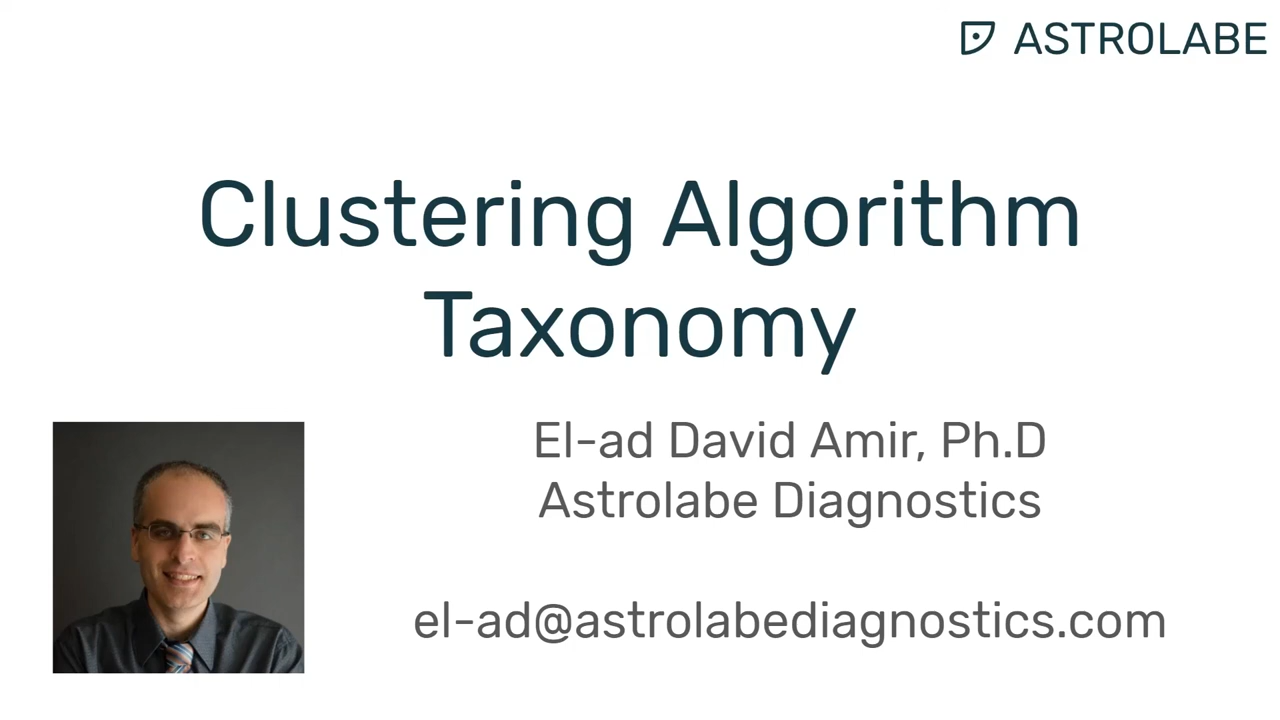 ASTROLABE
Clustering Algorithm
Taxonomy
El-ad David Amir, Ph.D
Astrolabe Diagnostics
el-ad@astrolabediagnostics.com